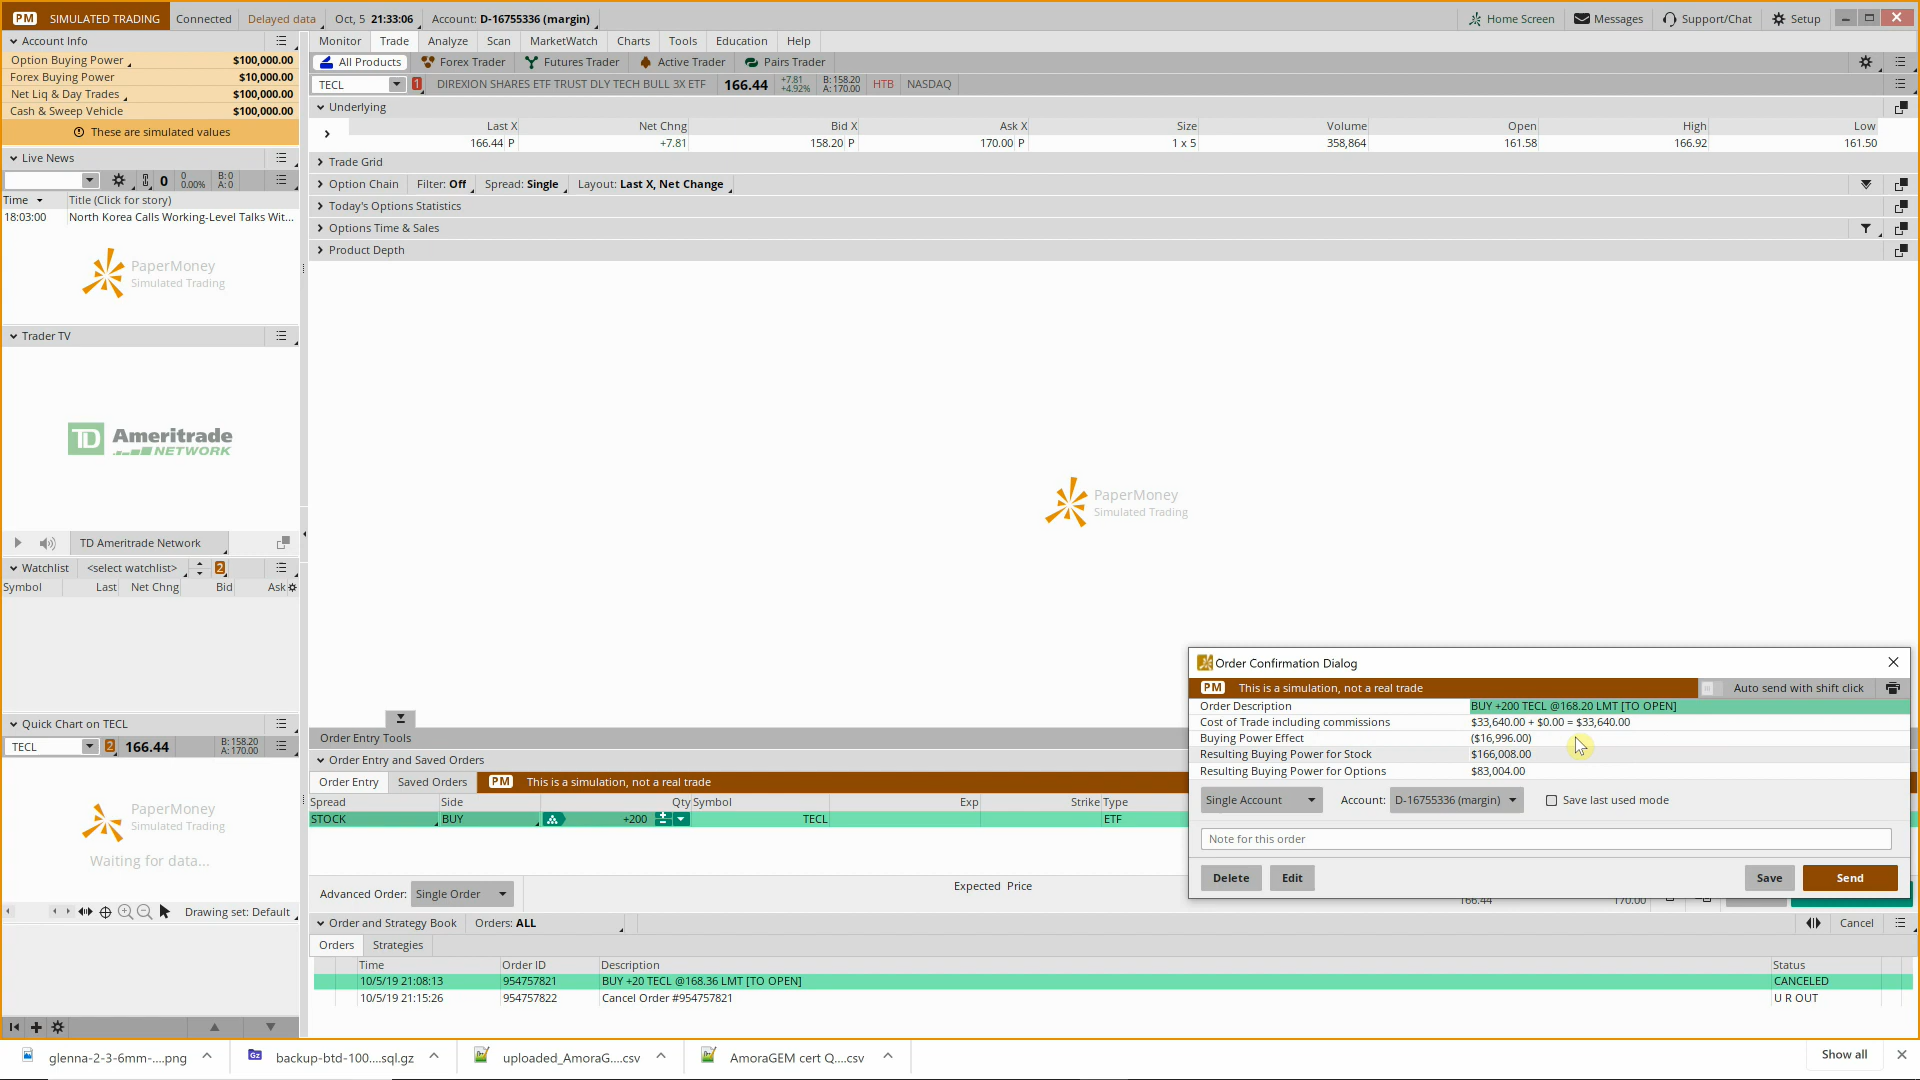 PM SIMULATED TRADING Connected Delayed data Oct, 5 21:33:06 Account: D-16755336 (margin) Home Screen Messages Support/Chat Setup
Account Info
Option Buying Power $100,000.00
Forex Buying Power $10,000.00
Net Liq & Day Trades $100,000.00
Cash & Sweep Vehicle $100,000.00
These are simulated values
Live News
0 0 0.00% B: 0 A: 0
Time Title (Click for story)
18:03:00 North Korea Calls Working-Level Talks Wit...
PaperMoney
Simulated Trading
Trader TV
TD Ameritrade
NETWORK
TD Ameritrade Network
Watchlist <select watchlist> 2
Symbol Last Net Chng Bid Ask
Quick Chart on TECL
TECL 2 166.44 B: 158.20 A: 170.00
PaperMoney
Simulated Trading
Waiting for data...
Drawing set: Default
Monitor Trade Analyze Scan MarketWatch Charts Tools Education Help
All Products Forex Trader Futures Trader Active Trader Pairs Trader
TECL 1 DIREXION SHARES ETF TRUST DLY TECH BULL 3X ETF 166.44 +7.81 +4.92% B: 158.20 A: 170.00 HTB NASDAQ
Underlying
Last X Net Chng Bid X Ask X Size Volume Open High Low
166.44 P +7.81 158.20 P 170.00 P 1 x 5 358,864 161.58 166.92 161.50
Trade Grid
Option Chain Filter: Off Spread: Single Layout: Last X, Net Change
Today's Options Statistics
Options Time & Sales
Product Depth
PaperMoney
Simulated Trading
Order Entry Tools
Order Entry and Saved Orders
Order Entry Saved Orders PM This is a simulation, not a real trade
Spread Side Qty Symbol Exp Strike Type
STOCK BUY +200 TECL ETF
Advanced Order: Single Order Expected Price
166.44 170.00
Order Confirmation Dialog
PM This is a simulation, not a real trade Auto send with shift click
Order Description BUY +200 TECL @168.20 LMT [TO OPEN]
Cost of Trade including commissions $33,640.00 + $0.00 = $33,640.00
Buying Power Effect ($16,996.00)
Resulting Buying Power for Stock $166,008.00
Resulting Buying Power for Options $83,004.00
Single Account Account: D-16755336 (margin) Save last used mode
Note for this order
Delete Edit Save Send
Order and Strategy Book Orders: ALL Cancel
Orders Strategies
Time Order ID Description Status
10/5/19 21:08:13 954757821 BUY +20 TECL @168.36 LMT [TO OPEN] CANCELED
10/5/19 21:15:26 954757822 Cancel Order #954757821 U R OUT
glenna-2-3-6mm-....png Gz backup-btd-100....sql.gz uploaded_AmoraG....csv AmoraGEM cert Q....csv Show all